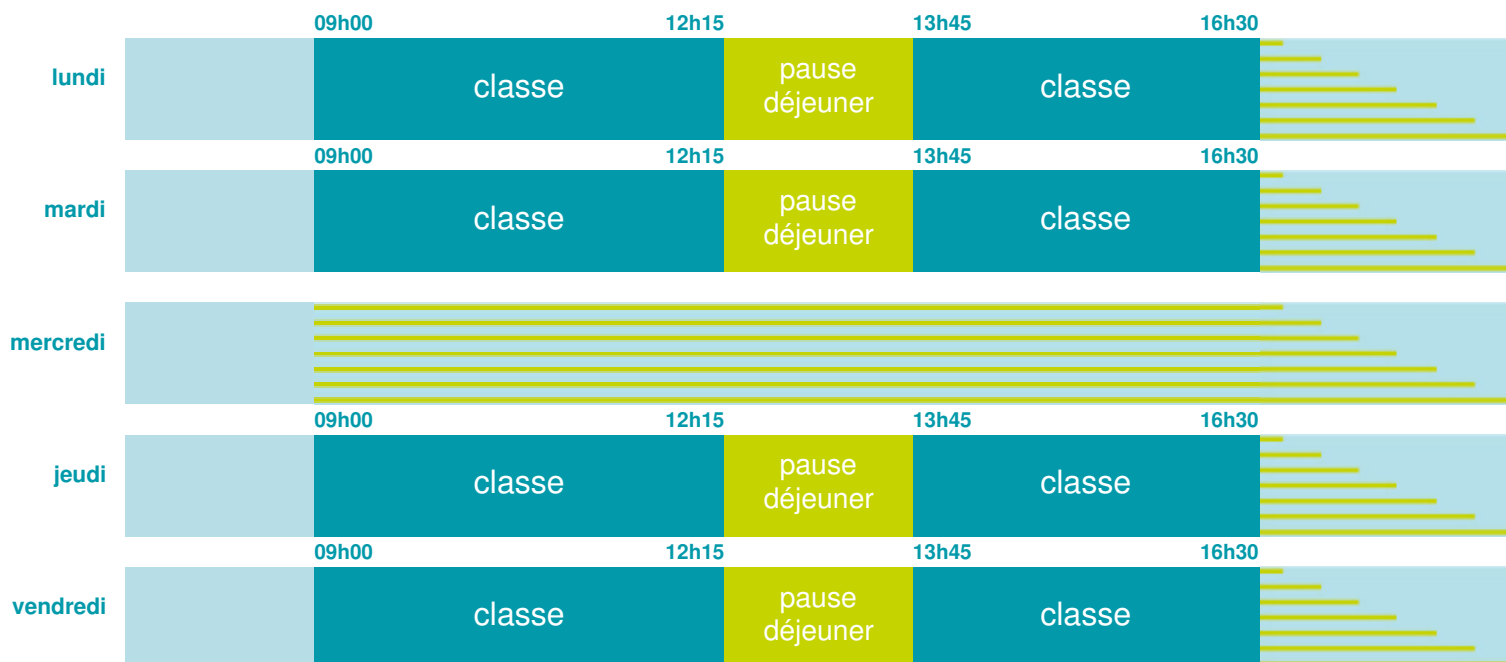 09h00 12h15 13h45 16h30
lundi classe pause déjeuner classe
09h00 12h15 13h45 16h30
mardi classe pause déjeuner classe
mercredi
09h00 12h15 13h45 16h30
jeudi classe pause déjeuner classe
09h00 12h15 13h45 16h30
vendredi classe pause déjeuner classe